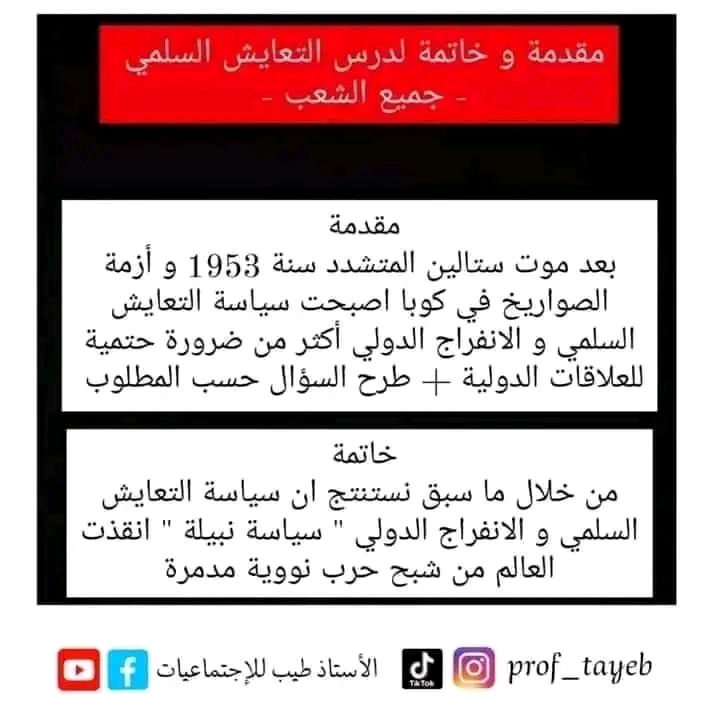 مقدمة و خاتمة لدرس التعايش السلمي
- جميع الشعب -
مقدمة
بعد موت ستالين المتشدد سنة 1953 و أزمة
الصواريخ في كوبا اصبحت سياسة التعايش
السلمي و الانفراج الدولي أكثر من ضرورة حتمية
للعلاقات الدولية + طرح السؤال حسب المطلوب
خاتمة
من خلال ما سبق نستنتج ان سياسة التعايش
السلمي و الانفراج الدولي " سياسة نبيلة " انقذت
العالم من شبح حرب نووية مدمرة
الأستاذ طيب للإجتماعيات
TikTok
prof_tayeb